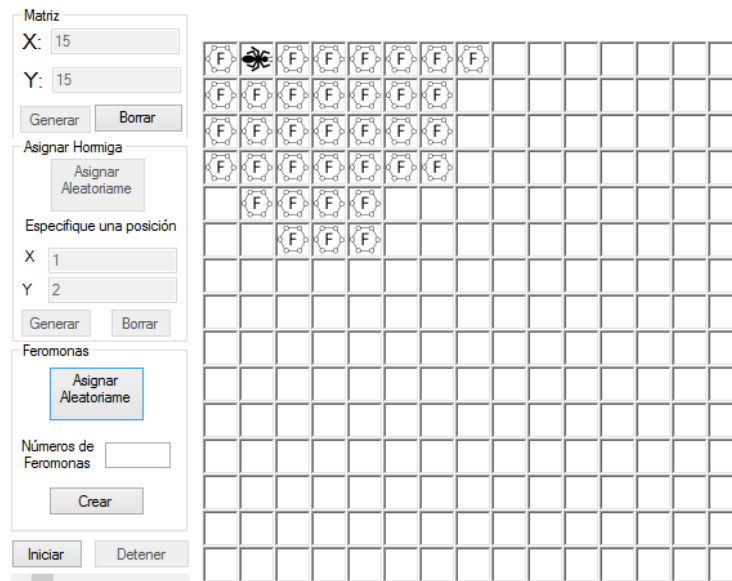 Matriz
X: 15
Y: 15
Generar Borrar
Asignar Hormiga
Asignar
Aleatoriame
Especifique una posición
X 1
Y 2
Generar Borrar
Feromonas
Asignar
Aleatoriame
Números de
Feromonas
Crear
Iniciar Detener
F F F F F F F
F F F F F F F
F F F F F F F
F F F F F F F
F F F F
F F F